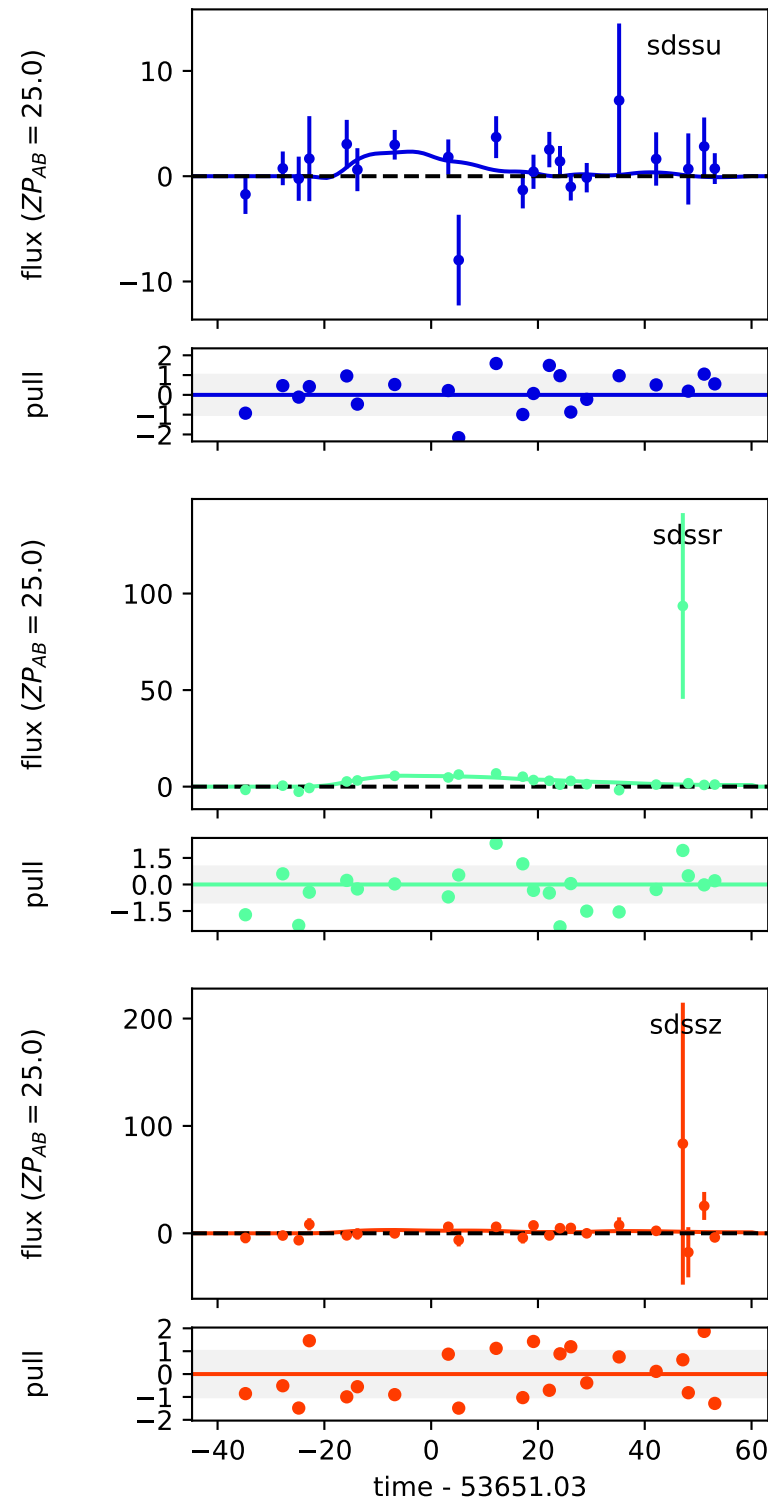 sdssu
flux (ZP_AB = 25.0)
10
0
−10
pull
2
1
0
−1
−2
sdssr
flux (ZP_AB = 25.0)
100
50
0
pull
1.5
0.0
−1.5
sdssz
flux (ZP_AB = 25.0)
200
100
0
pull
2
1
0
−1
−2
−40 −20 0 20 40 60
time - 53651.03